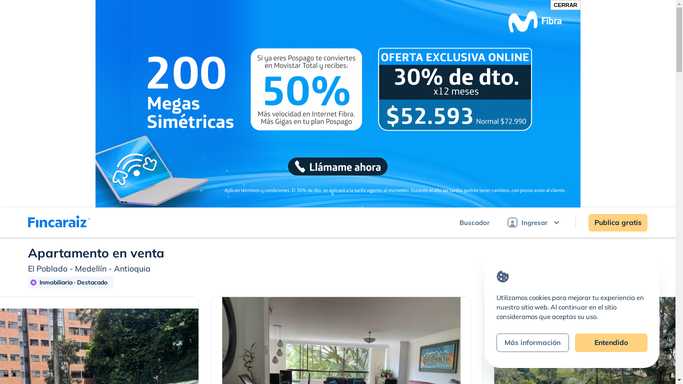 CERRAR
Fibra
200
Megas
Simétricas
Si ya eres Pospago te conviertes
en Movistar Total y recibes.
50%
Más velocidad en Internet Fibra.
Más Gigas en tu plan Pospago
OFERTA EXCLUSIVA ONLINE
30% de dto.
x12 meses
$52.593 Normal $72.990
Llámame ahora
Fincaraiz
Buscador
Ingresar
Publica gratis
Apartamento en venta
El Poblado - Medellín - Antioquia
Inmobiliaria - Destacado
Utilizamos cookies para mejorar tu experiencia en
nuestro sitio web. Al continuar en el sitio
consideramos que aceptas su uso.
Más información
Entendido